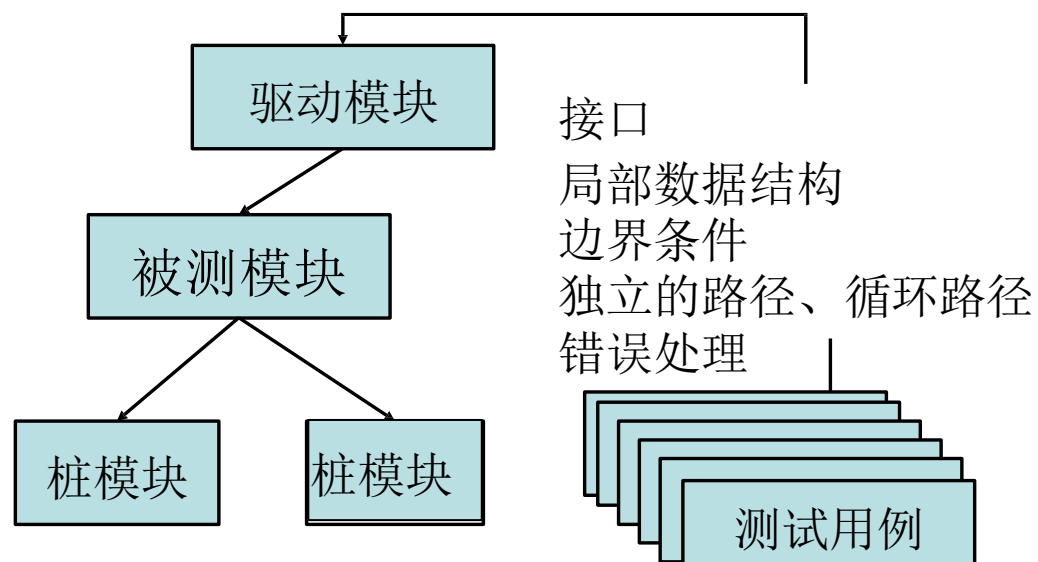 驱动模块
接口
局部数据结构
边界条件
独立的路径、循环路径
错误处理
被测模块
桩模块
桩模块
测试用例